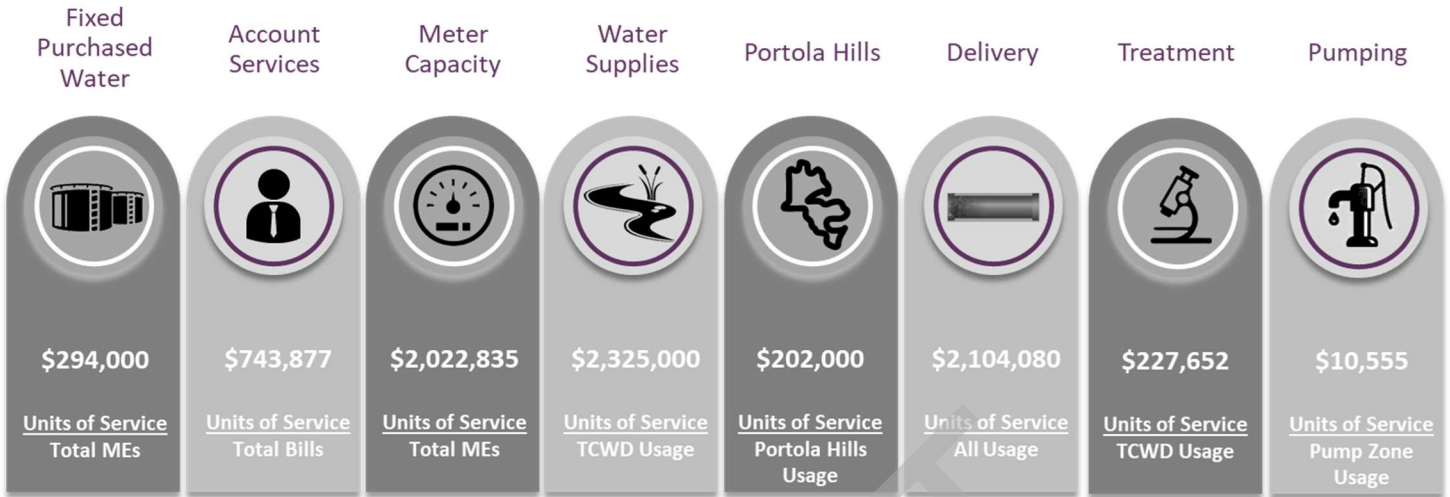 Fixed
Purchased
Water
Account
Services
Meter
Capacity
Water
Supplies
Portola Hills
Delivery
Treatment
Pumping
$294,000
$743,877
$2,022,835
$2,325,000
$202,000
$2,104,080
$227,652
$10,555
Units of Service
Total MEs
Units of Service
Total Bills
Units of Service
Total MEs
Units of Service
TCWD Usage
Units of Service
Portola Hills
Usage
Units of Service
All Usage
Units of Service
TCWD Usage
Units of Service
Pump Zone
Usage